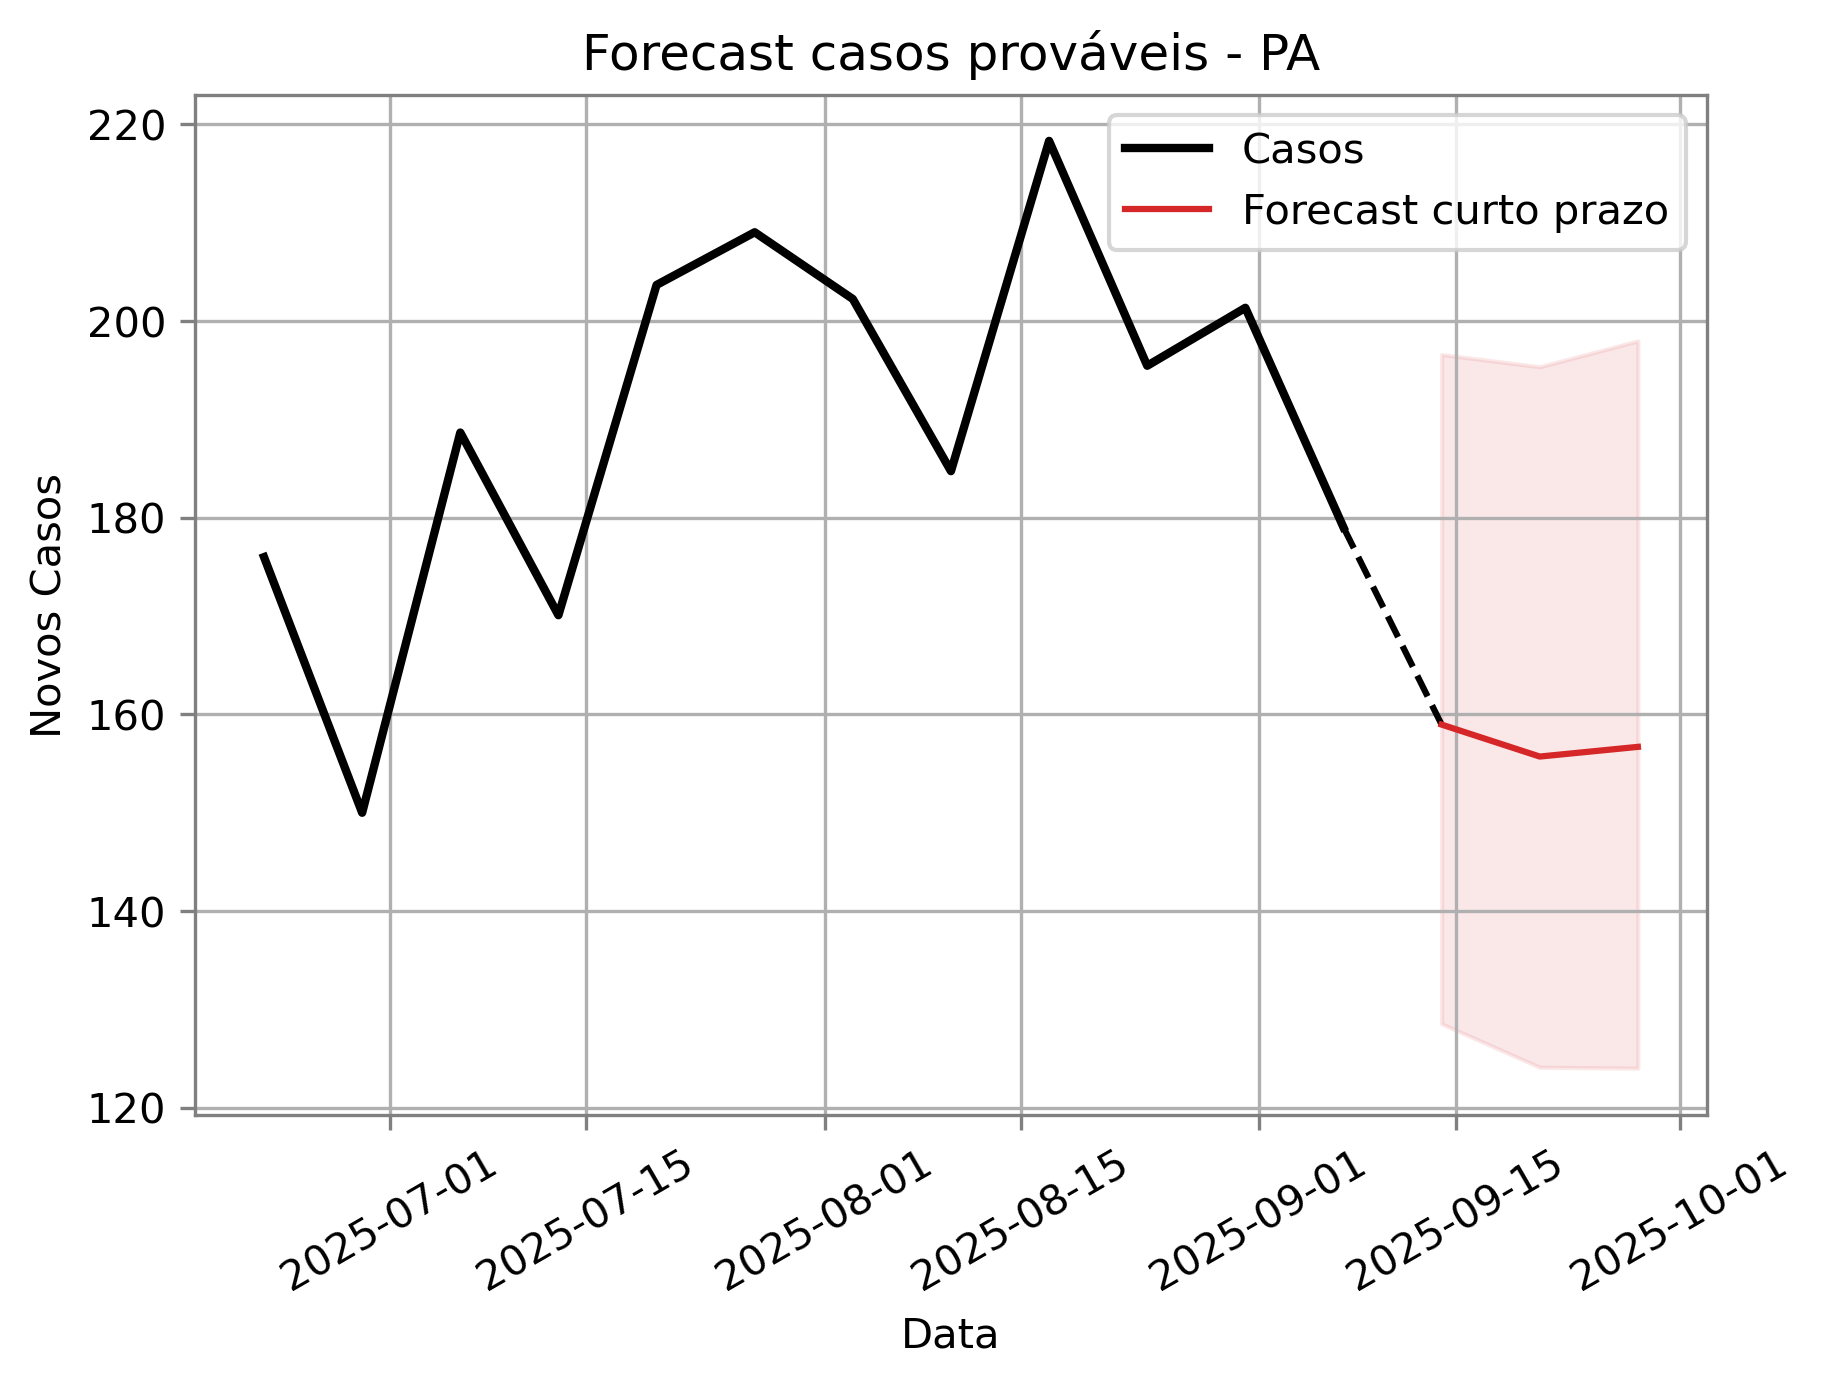 Forecast casos prováveis - PA
Casos
Forecast curto prazo
Novos Casos
220
200
180
160
140
120
2025-07-01
2025-07-15
2025-08-01
2025-08-15
2025-09-01
2025-09-15
2025-10-01
Data